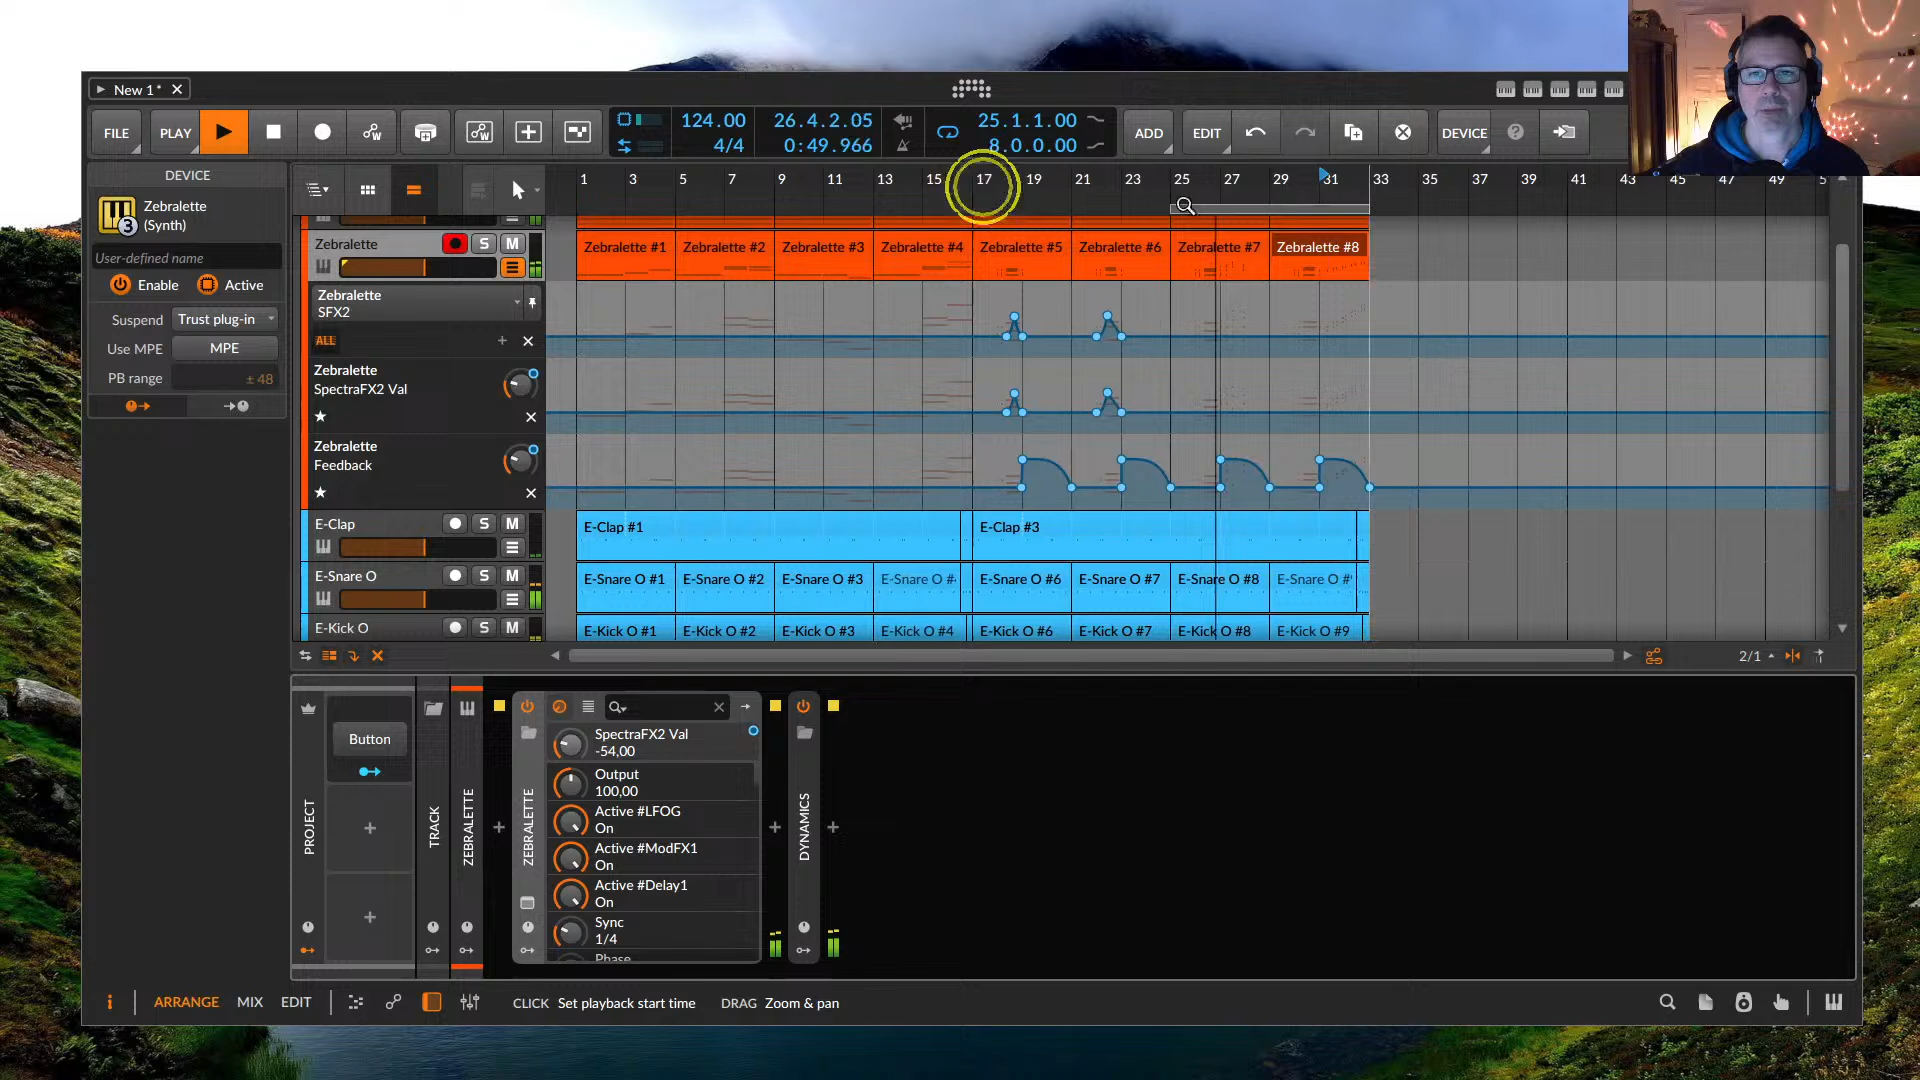 New 1*
FILE
PLAY
124.00
4/4
26.4.2.05
0:49.966
25.1.1.00
8.0.0.00
ADD
EDIT
DEVICE
DEVICE
Zebralette
(Synth)
3
User-defined name
Enable
Active
Suspend
Trust plug-in
Use MPE
MPE
PB range
± 48
1 3 5 7 9 11 13 15 17 19 21 23 25 27 29 31 33 35 37 39 41 43 45 47 49
Zebralette
S M
Zebralette #1
Zebralette #2
Zebralette #3
Zebralette #4
Zebralette #5
Zebralette #6
Zebralette #7
Zebralette #8
Zebralette
SFX2
ALL
Zebralette
SpectraFX2 Val
Zebralette
Feedback
E-Clap
S M
E-Clap #1
E-Clap #3
E-Snare O
S M
E-Snare O #1
E-Snare O #2
E-Snare O #3
E-Snare O #
E-Snare O #6
E-Snare O #7
E-Snare O #8
E-Snare O #
E-Kick O
S M
E-Kick O #1
E-Kick O #2
E-Kick O #3
E-Kick O #4
E-Kick O #6
E-Kick O #7
E-Kick O #8
E-Kick O #9
2/1
PROJECT
Button
TRACK
ZEBRALETTE
ZEBRALETTE
SpectraFX2 Val
-54,00
Output
100,00
Active #LFOG
On
Active #ModFX1
On
Active #Delay1
On
Sync
1/4
Phase
DYNAMICS
ARRANGE
MIX
EDIT
CLICK Set playback start time
DRAG Zoom & pan